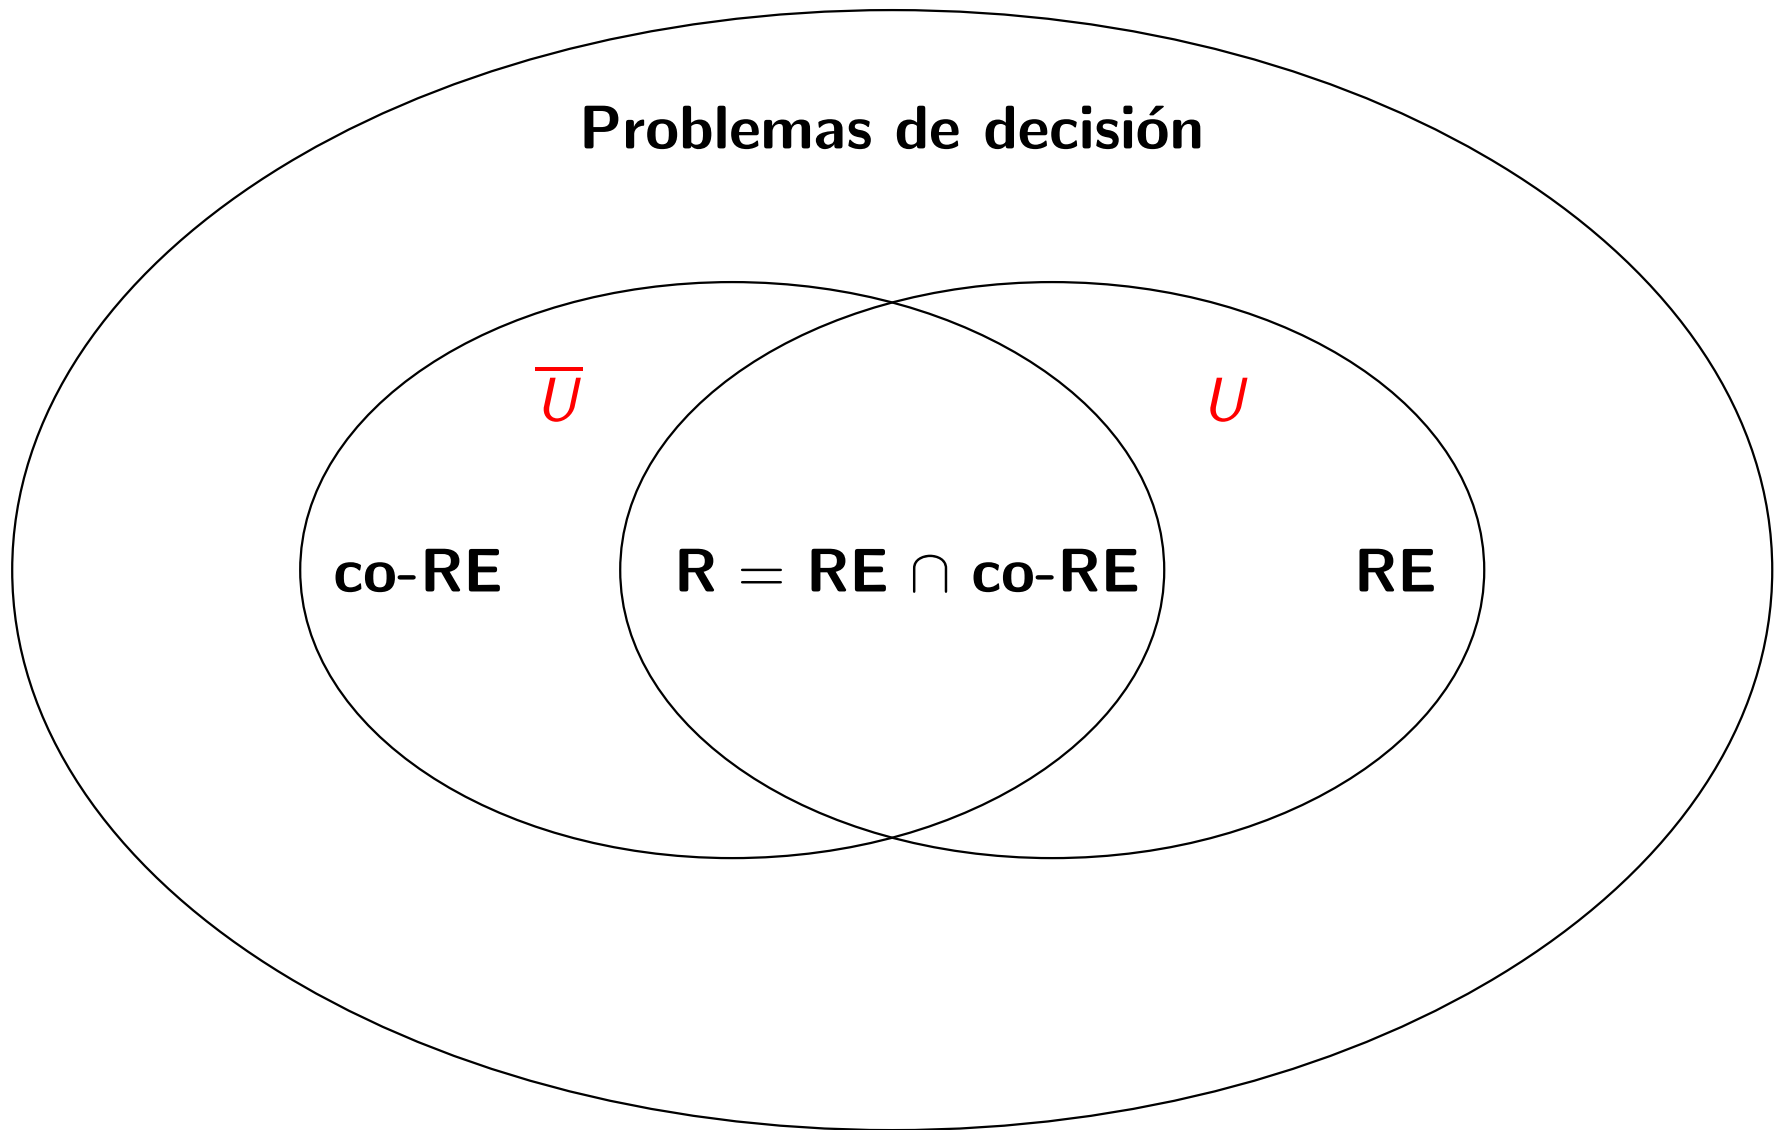 Problemas de decisión
U̅ U
co-RE R = RE ∩ co-RE RE